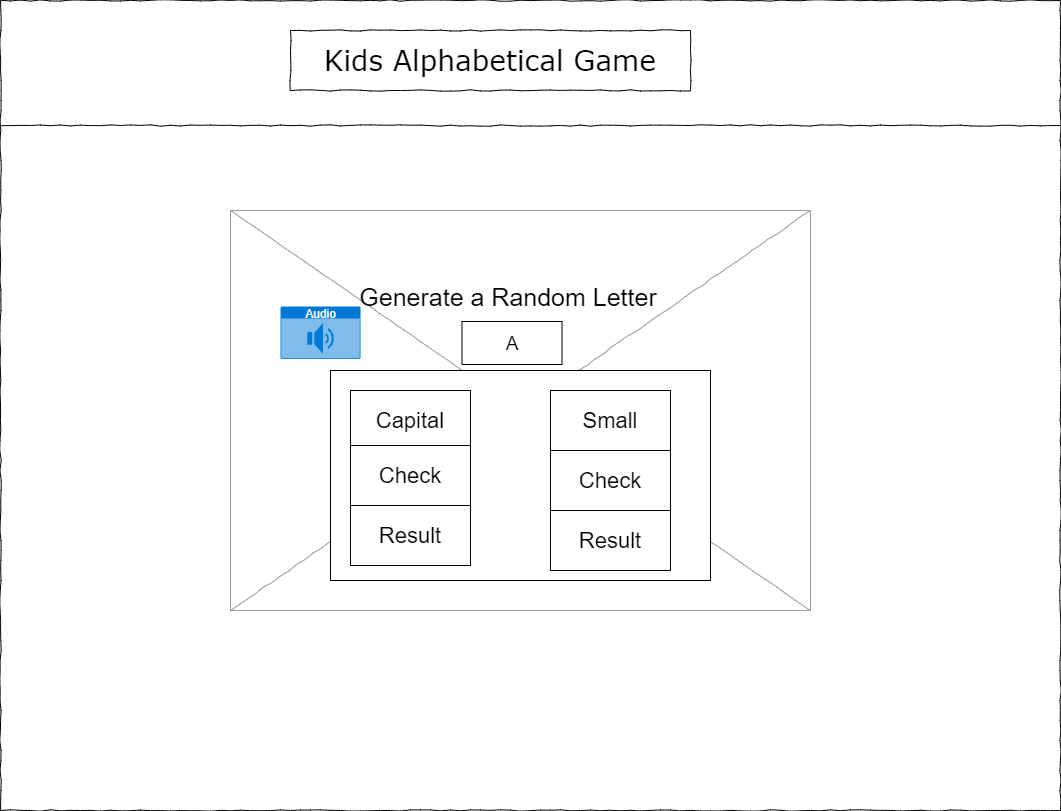 Kids Alphabetical Game
Generate a Random Letter
Audio
A
Capital
Check
Result
Small
Check
Result